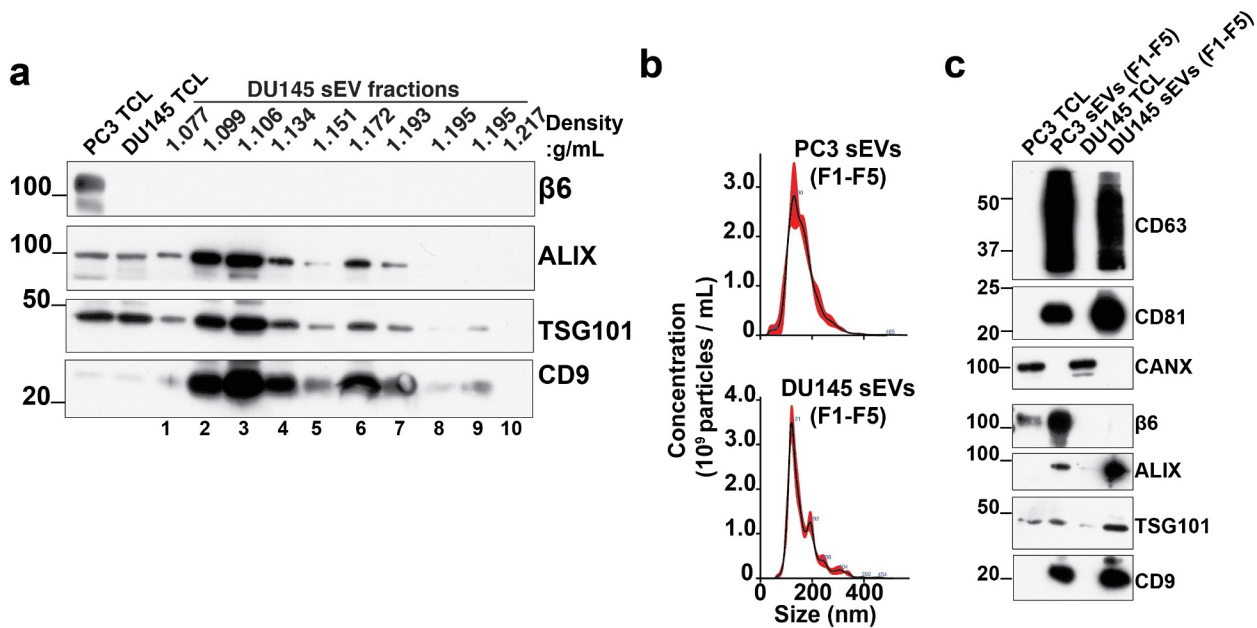 a
PC3 TCL
DU145 TCL
DU145 sEV fractions
1.077
1.099
1.106
1.134
1.151
1.172
1.193
1.195
1.195
1.217
Density
:g/mL
100
β6
100
ALIX
50
TSG101
20
CD9
1 2 3 4 5 6 7 8 9 10
b
Concentration
(10⁹ particles / mL)
PC3 sEVs
(F1-F5)
3.0
2.0
1.0
0
485
DU145 sEVs
(F1-F5)
4.0
3.0
2.0
1.0
0
0 200 400
Size (nm)
c
PC3 TCL
PC3 sEVs (F1-F5)
DU145 TCL
DU145 sEVs (F1-F5)
50
37
CD63
25
20
CD81
100
CANX
100
β6
100
ALIX
50
TSG101
20
CD9